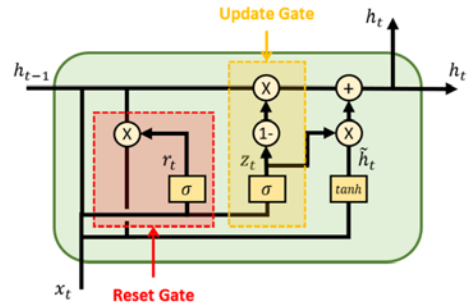 Update Gate
h_t
h_{t-1}
X
+
h_t
X
1-
X
r_t
z_t
h̃_t
σ
σ
tanh
x_t
Reset Gate